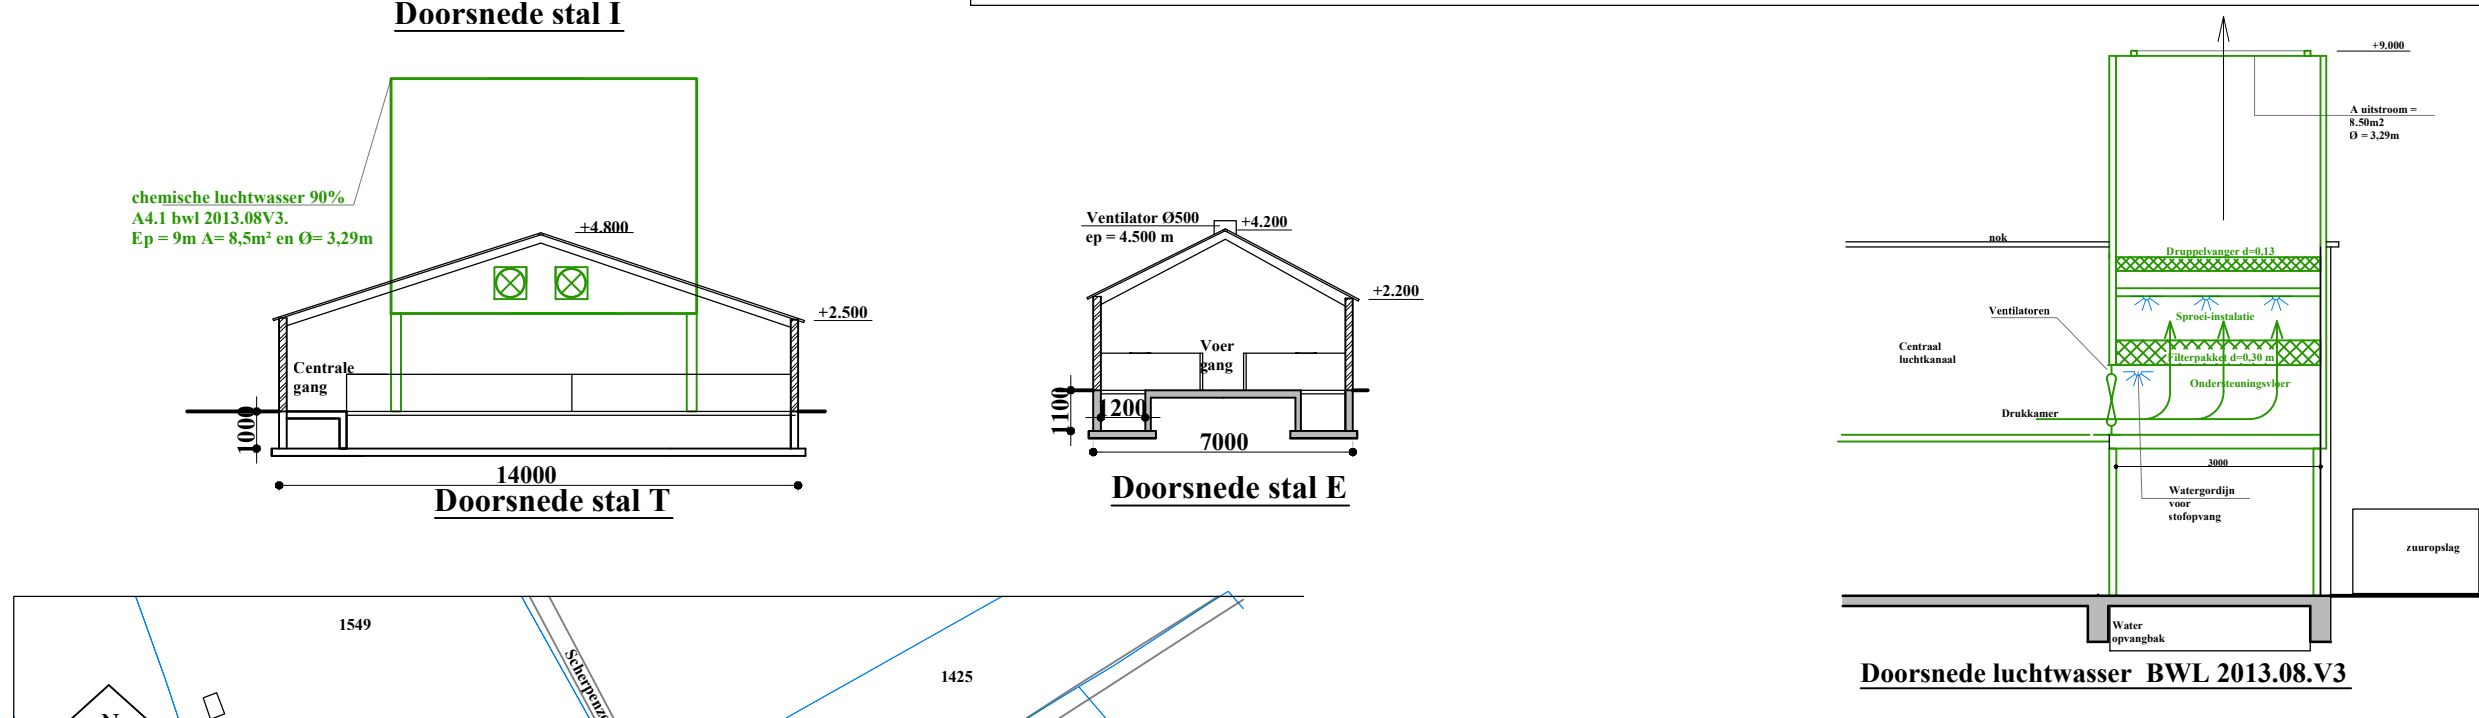 Doorsnede stal I
chemische luchtwasser 90%
A4.1 bwl 2013.08V3.
Ep = 9m A= 8,5m² en Ø= 3,29m
+4.800
+2.500
Centrale
gang
1000
14000
Doorsnede stal T
Ventilator Ø500
ep = 4.500 m
+4.200
+2.200
Voer
gang
1100
1200
7000
Doorsnede stal E
+9.000
A uitstroom =
8.50m2
Ø = 3,29m
nok
Druppelvanger d=0,13
Ventilatoren
Sproei-instalatie
Centraal
luchtkanaal
Filterpakket d=0,30 m
Ondersteuningsvloer
Drukkamer
3000
Watergordijn
voor
stofopvang
zuuropslag
Water
opvangbak
Doorsnede luchtwasser BWL 2013.08.V3
1549
1425
N